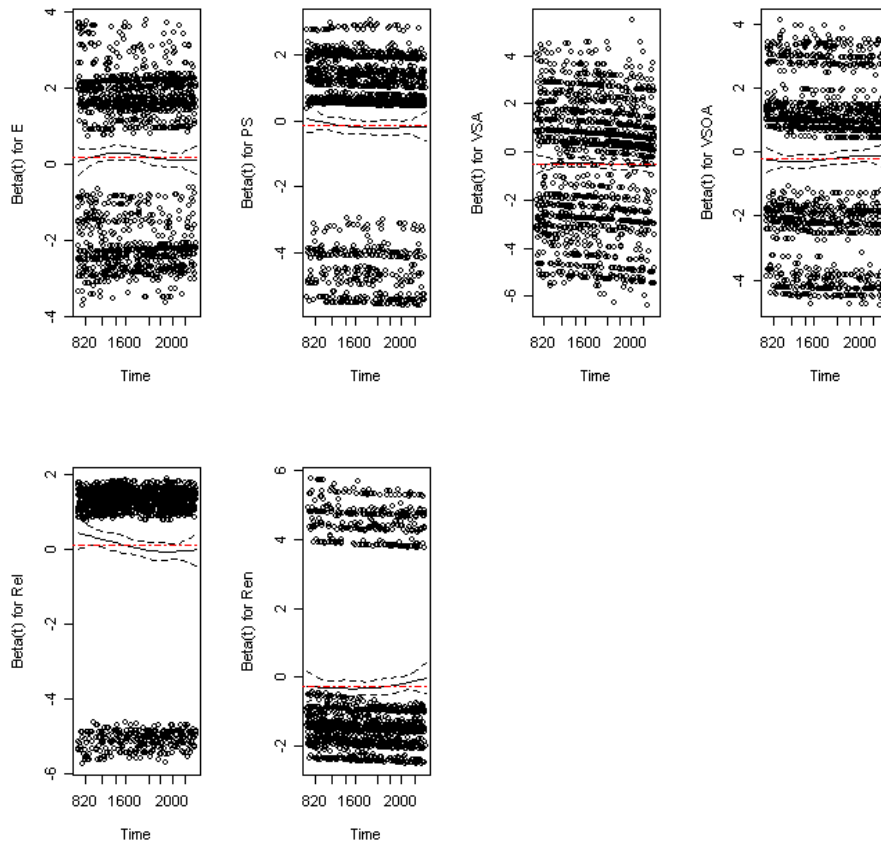 Beta(t) for E
4
2
0
-2
-4
820 1600 2000
Time
Beta(t) for PS
2
0
2
-4
820 1600 2000
Time
Beta(t) for VSA
4
2
0
-2
-4
-6
820 1600 2000
Time
Beta(t) for VSO.A
4
2
0
-2
-4
820 1600 2000
Time
Beta(t) for Rel
2
0
-2
-4
-6
820 1600 2000
Time
Beta(t) for Ren
6
4
2
0
-2
820 1600 2000
Time